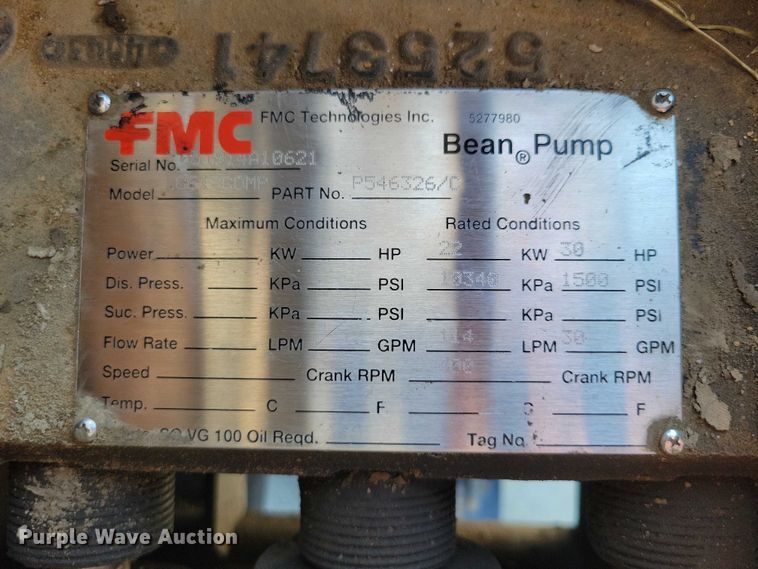 5253741
FMC FMC Technologies Inc. 5277980
Bean® Pump
Serial No.
Model COMP PART No. P546326/C
Maximum Conditions Rated Conditions
Power KW HP 22 KW 30 HP
Dis. Press. KPa PSI 10340 KPa 1500 PSI
Suc. Press. KPa PSI KPa PSI
Flow Rate LPM GPM 114 LPM 30 GPM
Speed Crank RPM Crank RPM
Temp. C F C F
VG 100 Oil Reqd. Tag No
Purple Wave Auction